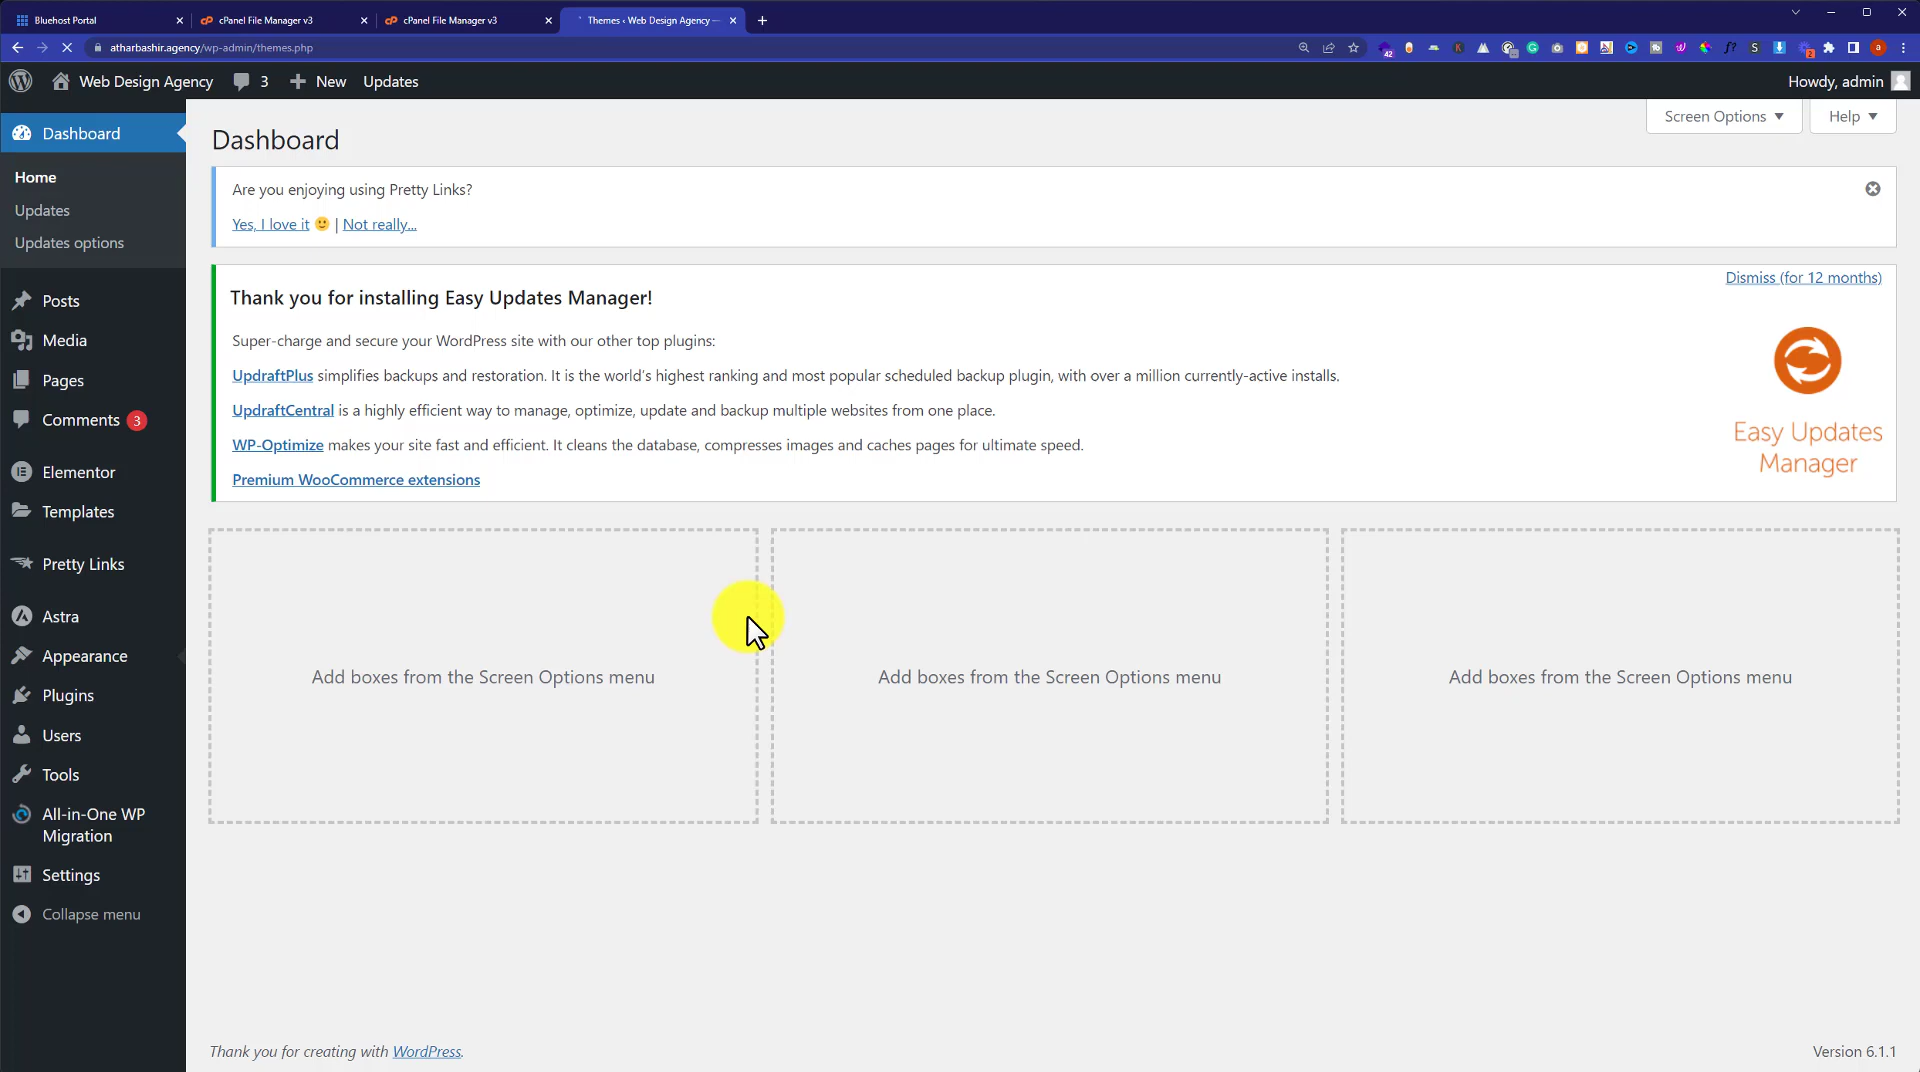 Bluehost Portal
cPanel File Manager v3
cPanel File Manager v3
Themes ‹ Web Design Agency —
atharbashir.agency/wp-admin/themes.php
42
2
Web Design Agency
3
New
Updates
Howdy, admin
Dashboard
Home
Updates
Updates options
Posts
Media
Pages
Comments 3
Elementor
Templates
Pretty Links
Astra
Appearance
Plugins
Users
Tools
All-in-One WP
Migration
Settings
Collapse menu
Screen Options
Help
Dashboard
Are you enjoying using Pretty Links?
Yes, I love it 🙂 | Not really...
Dismiss (for 12 months)
Thank you for installing Easy Updates Manager!
Super-charge and secure your WordPress site with our other top plugins:
UpdraftPlus simplifies backups and restoration. It is the world's highest ranking and most popular scheduled backup plugin, with over a million currently-active installs.
UpdraftCentral is a highly efficient way to manage, optimize, update and backup multiple websites from one place.
WP-Optimize makes your site fast and efficient. It cleans the database, compresses images and caches pages for ultimate speed.
Premium WooCommerce extensions
Easy Updates
Manager
Add boxes from the Screen Options menu
Add boxes from the Screen Options menu
Add boxes from the Screen Options menu
Thank you for creating with WordPress.
Version 6.1.1